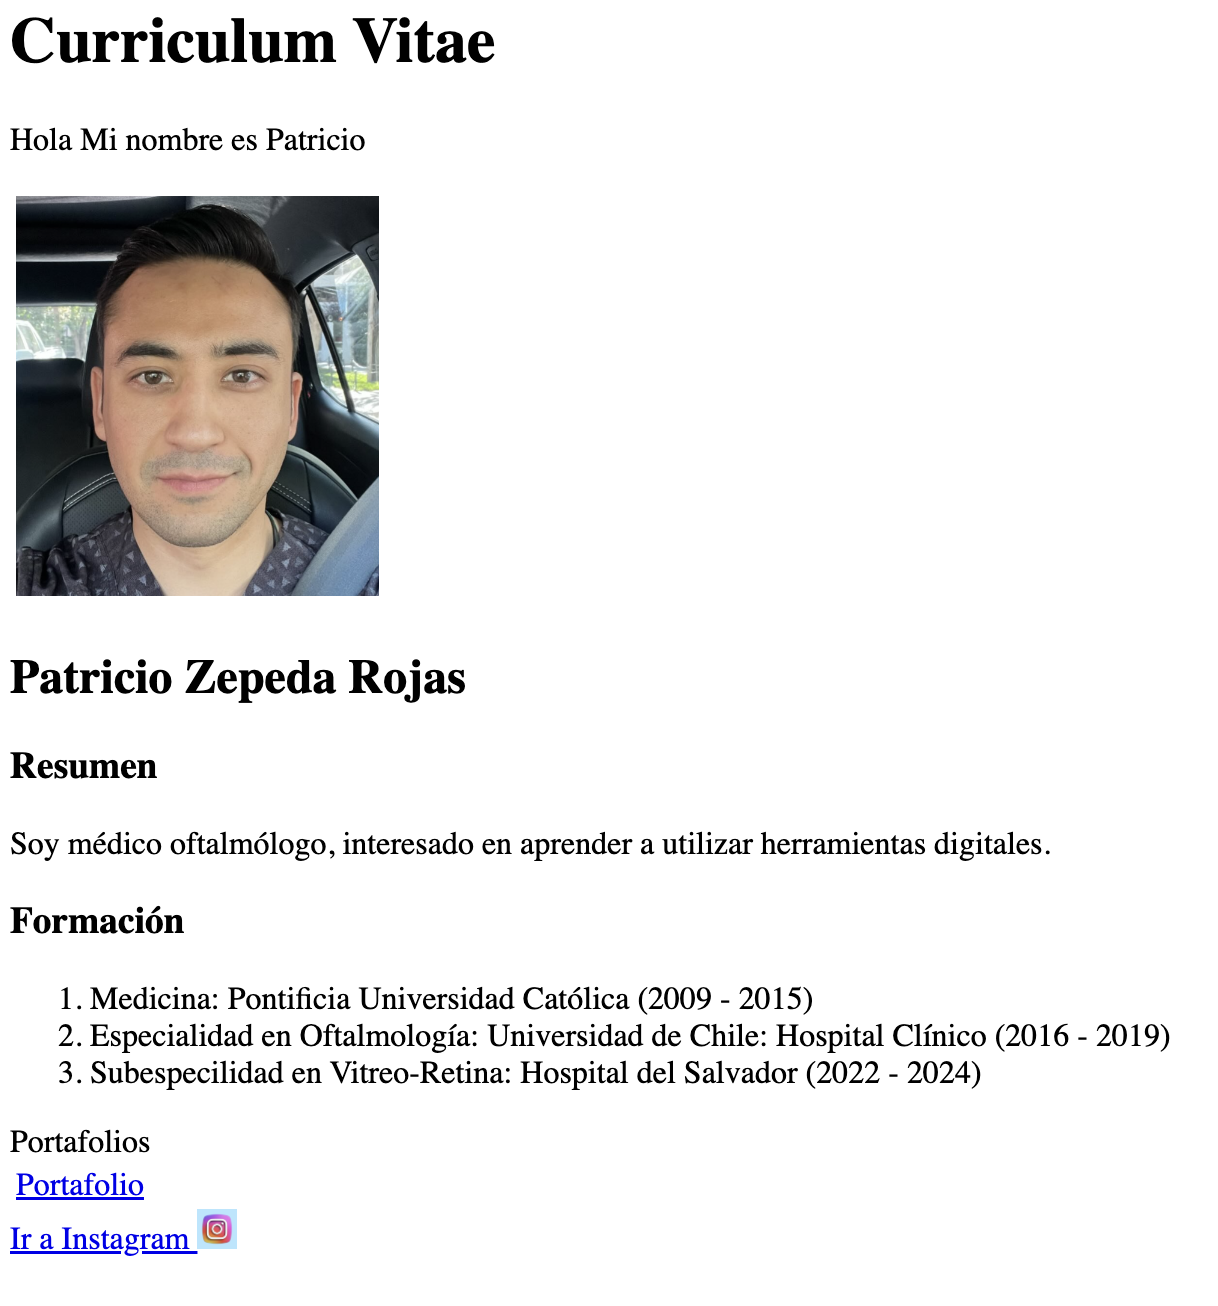 Curriculum Vitae
Hola Mi nombre es Patricio
Patricio Zepeda Rojas
Resumen
Soy médico oftalmólogo, interesado en aprender a utilizar herramientas digitales.
Formación
1. Medicina: Pontificia Universidad Católica (2009 - 2015)
2. Especialidad en Oftalmología: Universidad de Chile: Hospital Clínico (2016 - 2019)
3. Subespecilidad en Vitreo-Retina: Hospital del Salvador (2022 - 2024)
Portafolios
Portafolio
Ir a Instagram